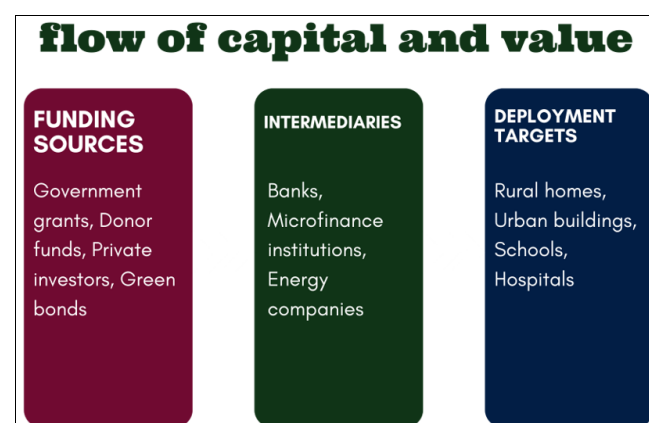 flow of capital and value
FUNDING
SOURCES
Government
grants, Donor
funds, Private
investors, Green
bonds
INTERMEDIARIES
Banks,
Microfinance
institutions,
Energy
companies
DEPLOYMENT
TARGETS
Rural homes,
Urban buildings,
Schools,
Hospitals